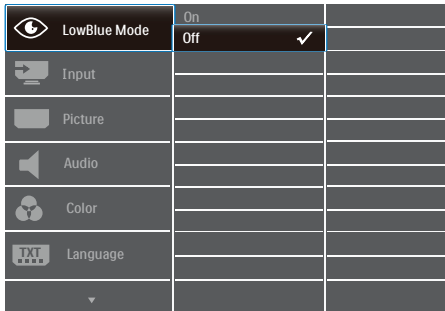 LowBlue Mode
On
Off
Input
Picture
Audio
Color
TXT
Language